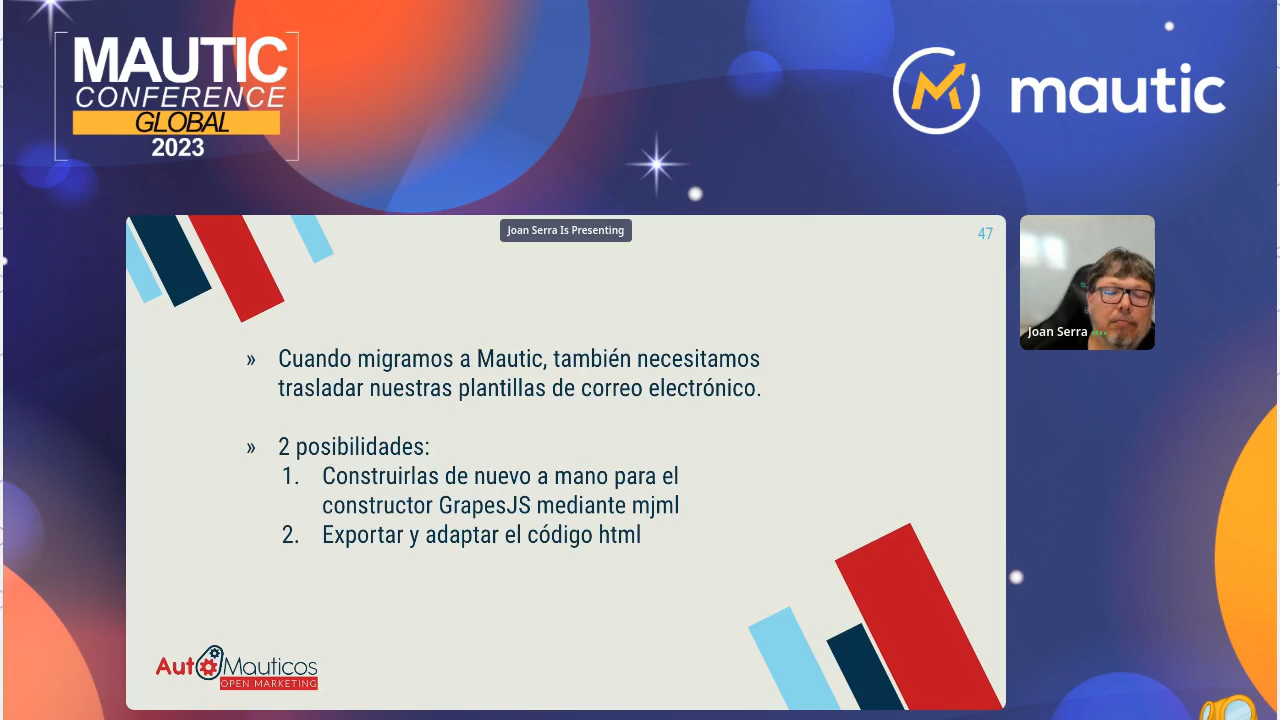 MAUTIC
CONFERENCE
GLOBAL
2023
mautic
Joan Serra Is Presenting
47
» Cuando migramos a Mautic, también necesitamos
trasladar nuestras plantillas de correo electrónico.
» 2 posibilidades:
1. Construirlas de nuevo a mano para el
constructor GrapesJS mediante mjml
2. Exportar y adaptar el código html
Joan Serra
AutoMauticos
OPEN MARKETING